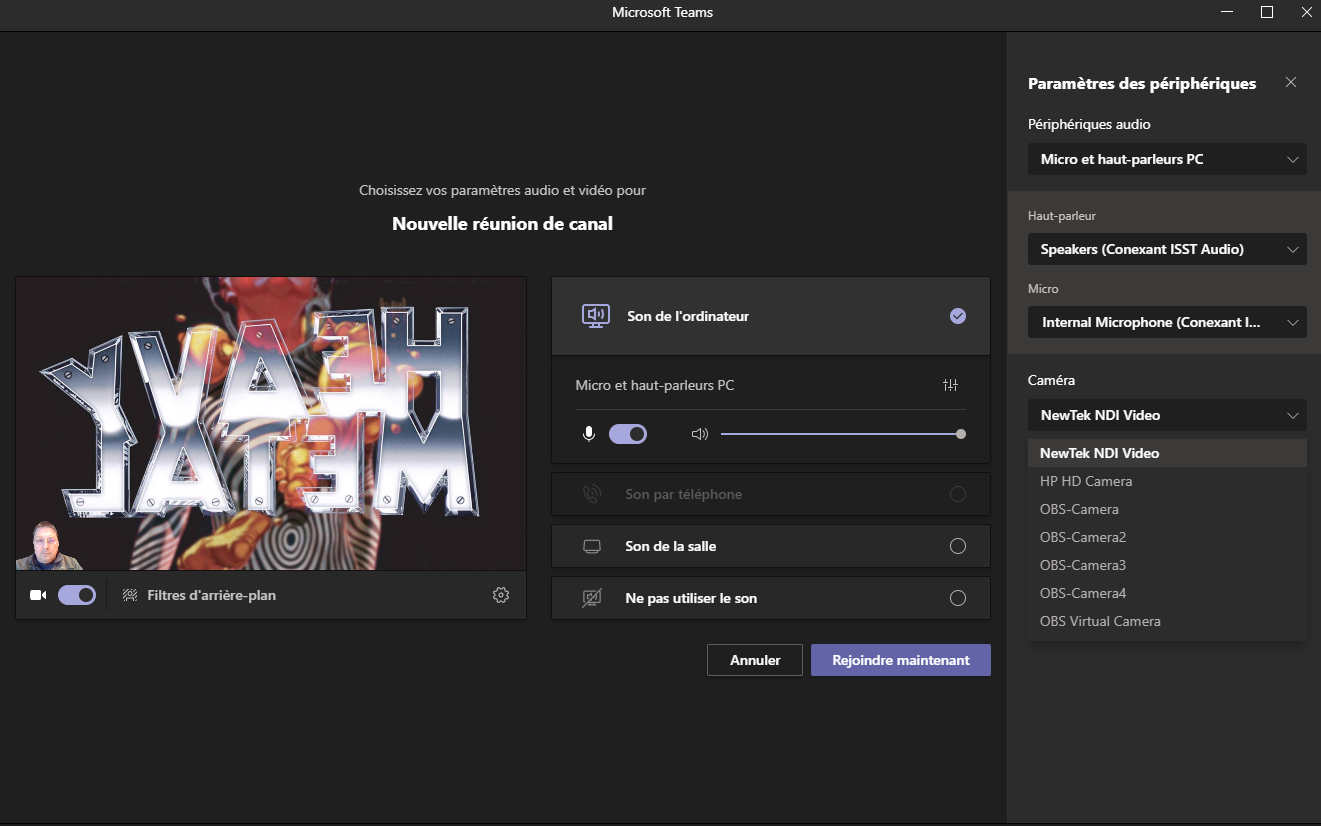 Microsoft Teams
Choisissez vos paramètres audio et vidéo pour
Nouvelle réunion de canal
HEAVY
METAL
Filtres d'arrière-plan
Son de l'ordinateur
Micro et haut-parleurs PC
Son par téléphone
Son de la salle
Ne pas utiliser le son
Annuler
Rejoindre maintenant
Paramètres des périphériques
Périphériques audio
Micro et haut-parleurs PC
Haut-parleur
Speakers (Conexant ISST Audio)
Micro
Internal Microphone (Conexant I...
Caméra
NewTek NDI Video
NewTek NDI Video
HP HD Camera
OBS-Camera
OBS-Camera2
OBS-Camera3
OBS-Camera4
OBS Virtual Camera